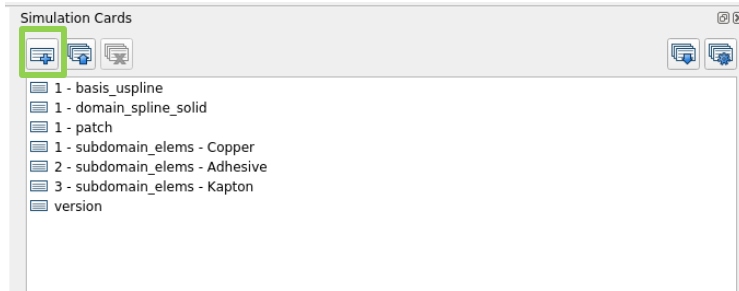 Simulation Cards
1 - basis_uspline
1 - domain_spline_solid
1 - patch
1 - subdomain_elems - Copper
2 - subdomain_elems - Adhesive
3 - subdomain_elems - Kapton
version